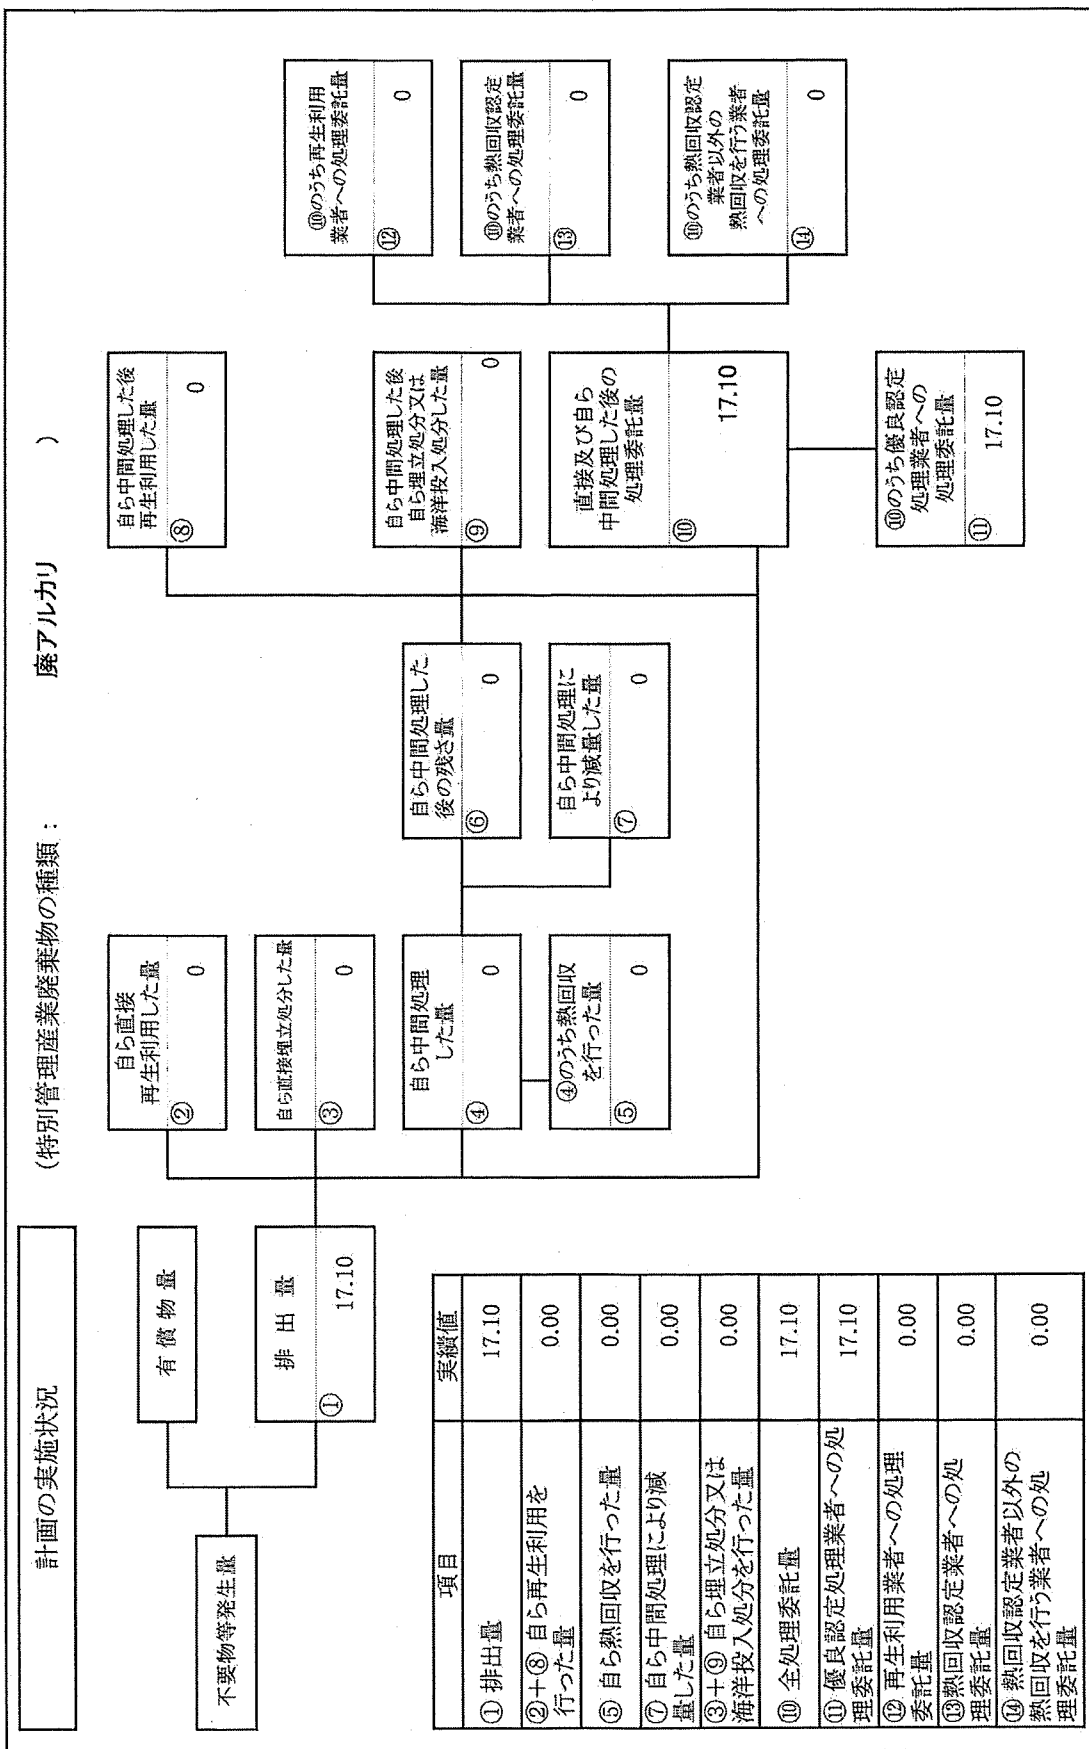 計画の実施状況
(特別管理産業廃棄物の種類: 廃アルカリ )
不要物等発生量
有償物量
排出量
① 17.10
自ら直接
再生利用した量
② 0
自ら直接埋立処分した量
③ 0
自ら中間処理
した量
④ 0
④のうち熱回収
を行った量
⑤ 0
自ら中間処理した
後の残さ量
⑥ 0
自ら中間処理に
より減量した量
⑦ 0
自ら中間処理した後
再生利用した量
⑧ 0
自ら中間処理した後
自ら埋立処分又は
海洋投入処分した量
⑨ 0
直接及び自ら
中間処理した後の
処理委託量
⑩ 17.10
⑩のうち優良認定
処理業者への
処理委託量
⑪ 17.10
⑩のうち再生利用
業者への処理委託量
⑫ 0
⑩のうち熱回収認定
業者への処理委託量
⑬ 0
⑩のうち熱回収認定
業者以外の
熱回収を行う業者
への処理委託量
⑭ 0
項目 実績値
① 排出量 17.10
②+⑧ 自ら再生利用を
行った量 0.00
⑤ 自ら熱回収を行った量 0.00
⑦ 自ら中間処理により減
量した量 0.00
③+⑨ 自ら埋立処分又は
海洋投入処分を行った量 0.00
⑩ 全処理委託量 17.10
⑪ 優良認定処理業者への処
理委託量 17.10
⑫ 再生利用業者への処理
委託量 0.00
⑬熱回収認定業者への処
理委託量 0.00
⑭ 熱回収認定業者以外の
熱回収を行う業者への処
理委託量 0.00